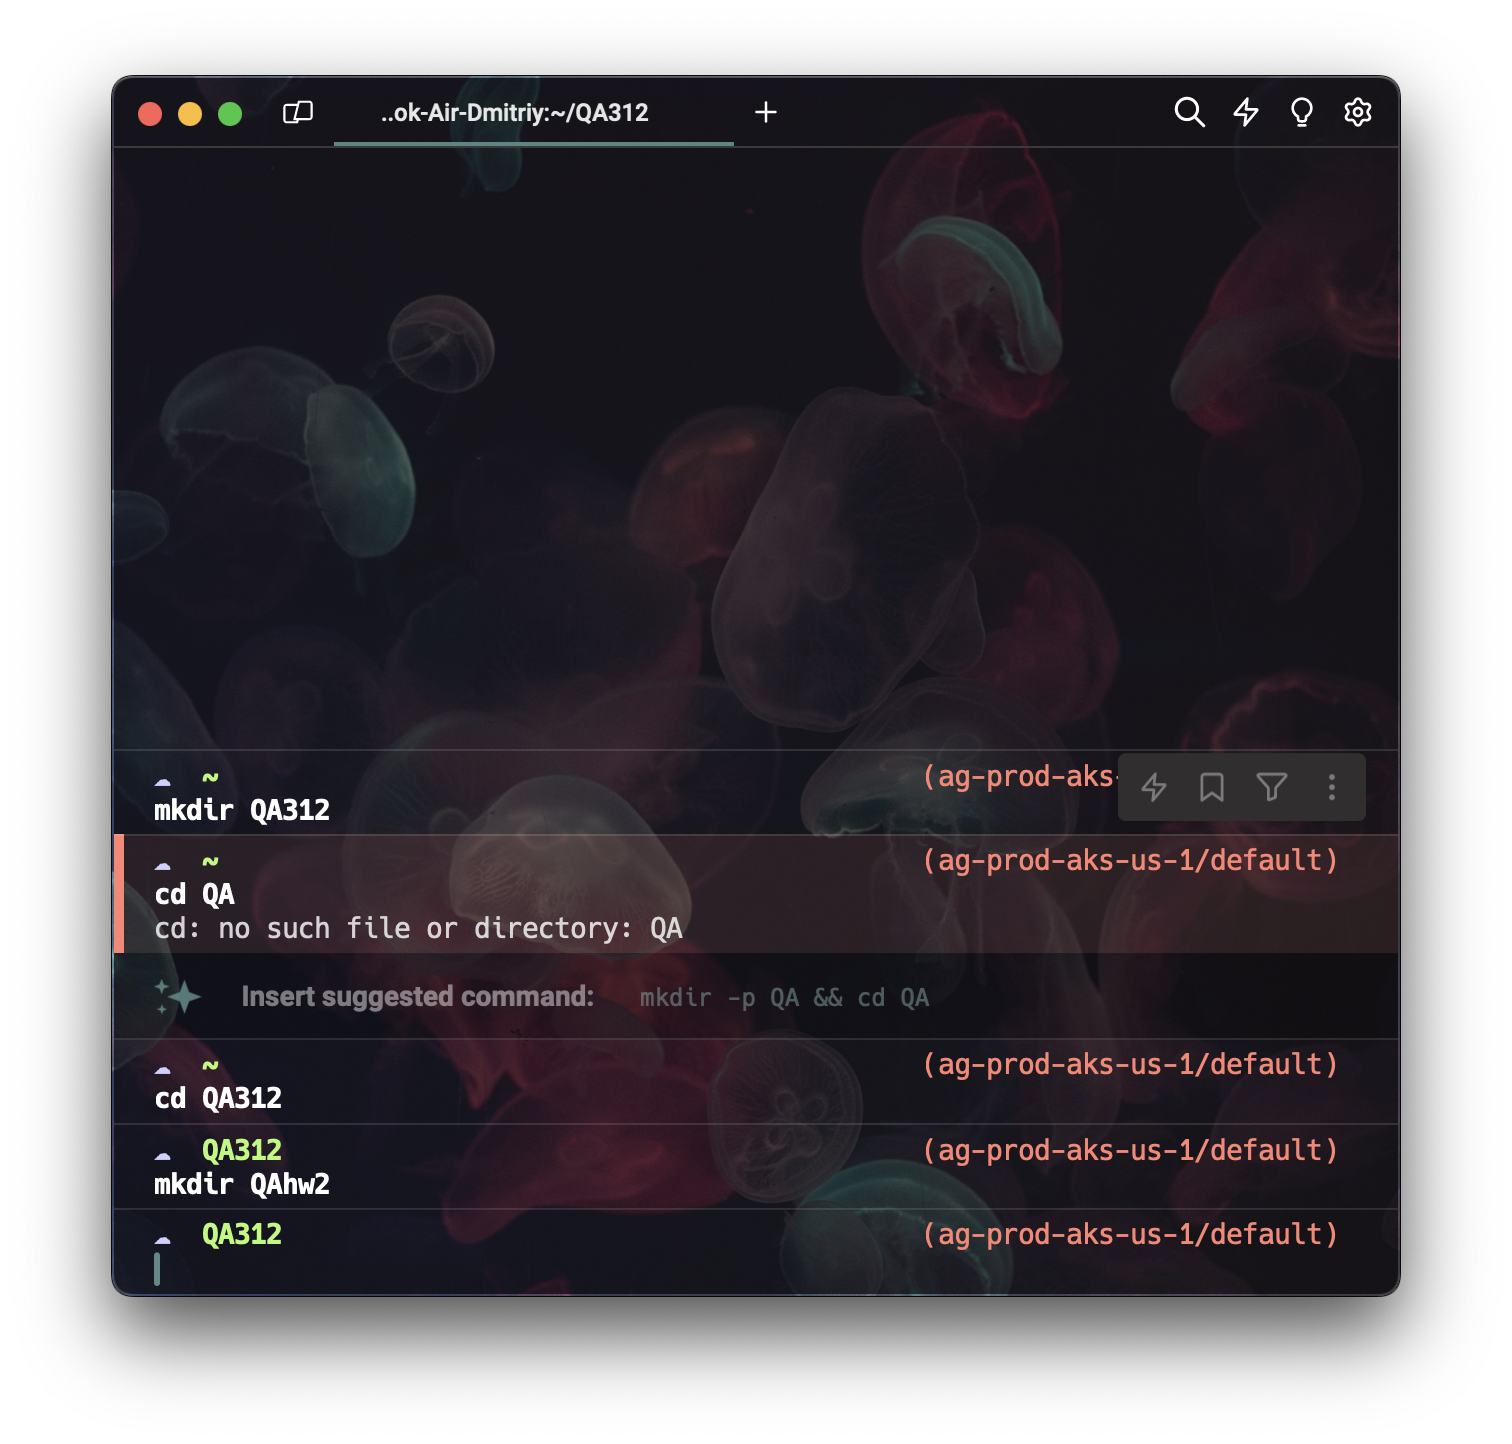 ..ok-Air-Dmitriy:~/QA312
~ (ag-prod-aks-
mkdir QA312
~ (ag-prod-aks-us-1/default)
cd QA
cd: no such file or directory: QA
Insert suggested command: mkdir -p QA && cd QA
~ (ag-prod-aks-us-1/default)
cd QA312
QA312 (ag-prod-aks-us-1/default)
mkdir QAhw2
QA312 (ag-prod-aks-us-1/default)